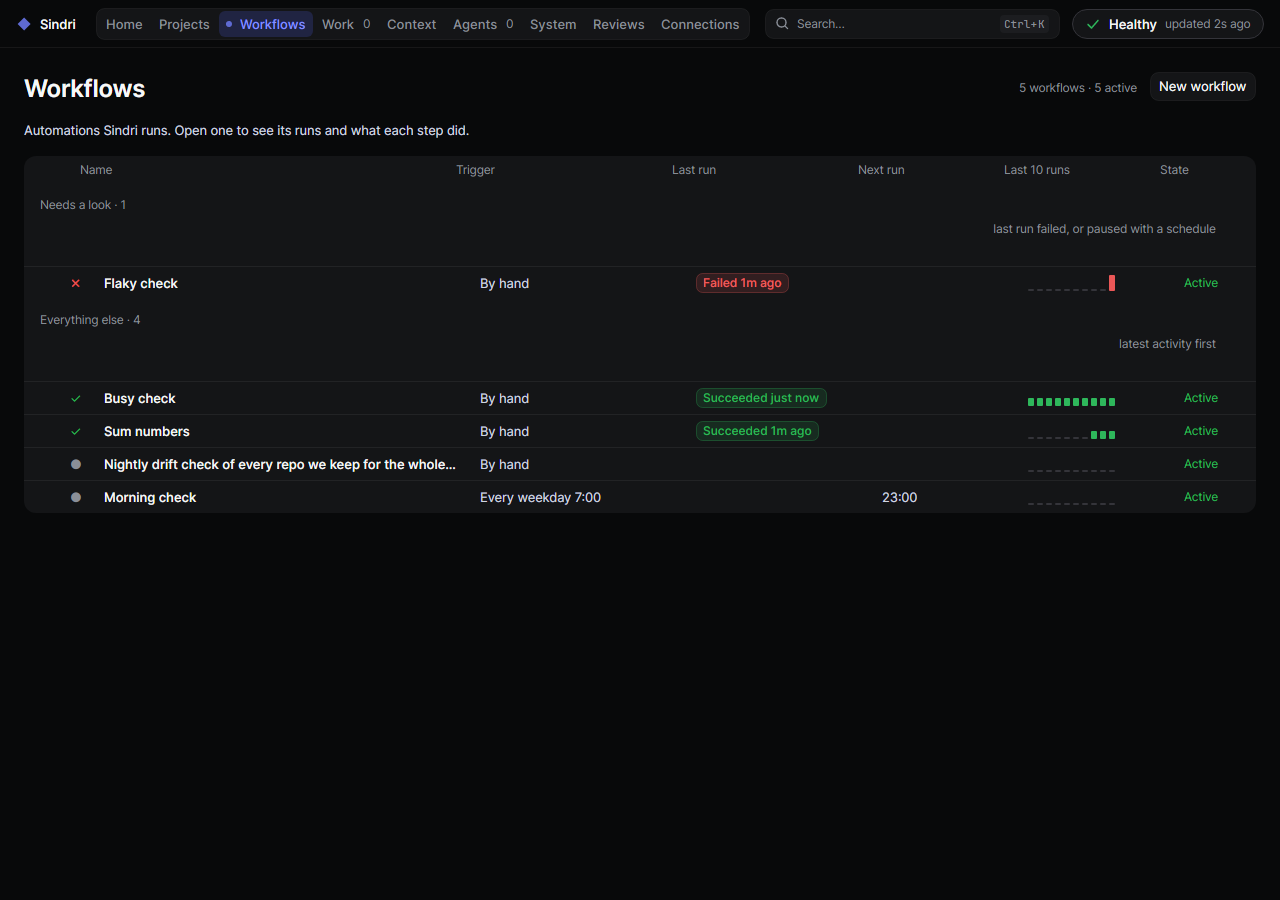 Sindri Home Projects Workflows Work 0 Context Agents 0 System Reviews Connections Search... Ctrl+K Healthy updated 2s ago
Workflows 5 workflows · 5 active New workflow
Automations Sindri runs. Open one to see its runs and what each step did.
Name Trigger Last run Next run Last 10 runs State
Needs a look · 1
last run failed, or paused with a schedule
Flaky check By hand Failed 1m ago Active
Everything else · 4
latest activity first
Busy check By hand Succeeded just now Active
Sum numbers By hand Succeeded 1m ago Active
Nightly drift check of every repo we keep for the whole... By hand Active
Morning check Every weekday 7:00 23:00 Active